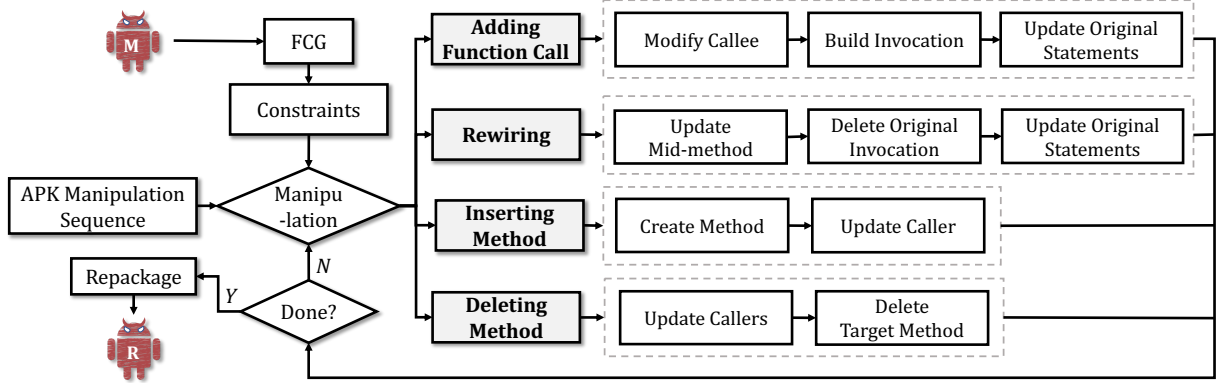 M
FCG
Constraints
APK Manipulation
Sequence
Manipu
-lation
Done?
N
Y
Repackage
R
Adding
Function Call
Modify Callee
Build Invocation
Update Original
Statements
Rewiring
Update
Mid-method
Delete Original
Invocation
Update Original
Statements
Inserting
Method
Create Method
Update Caller
Deleting
Method
Update Callers
Delete
Target Method